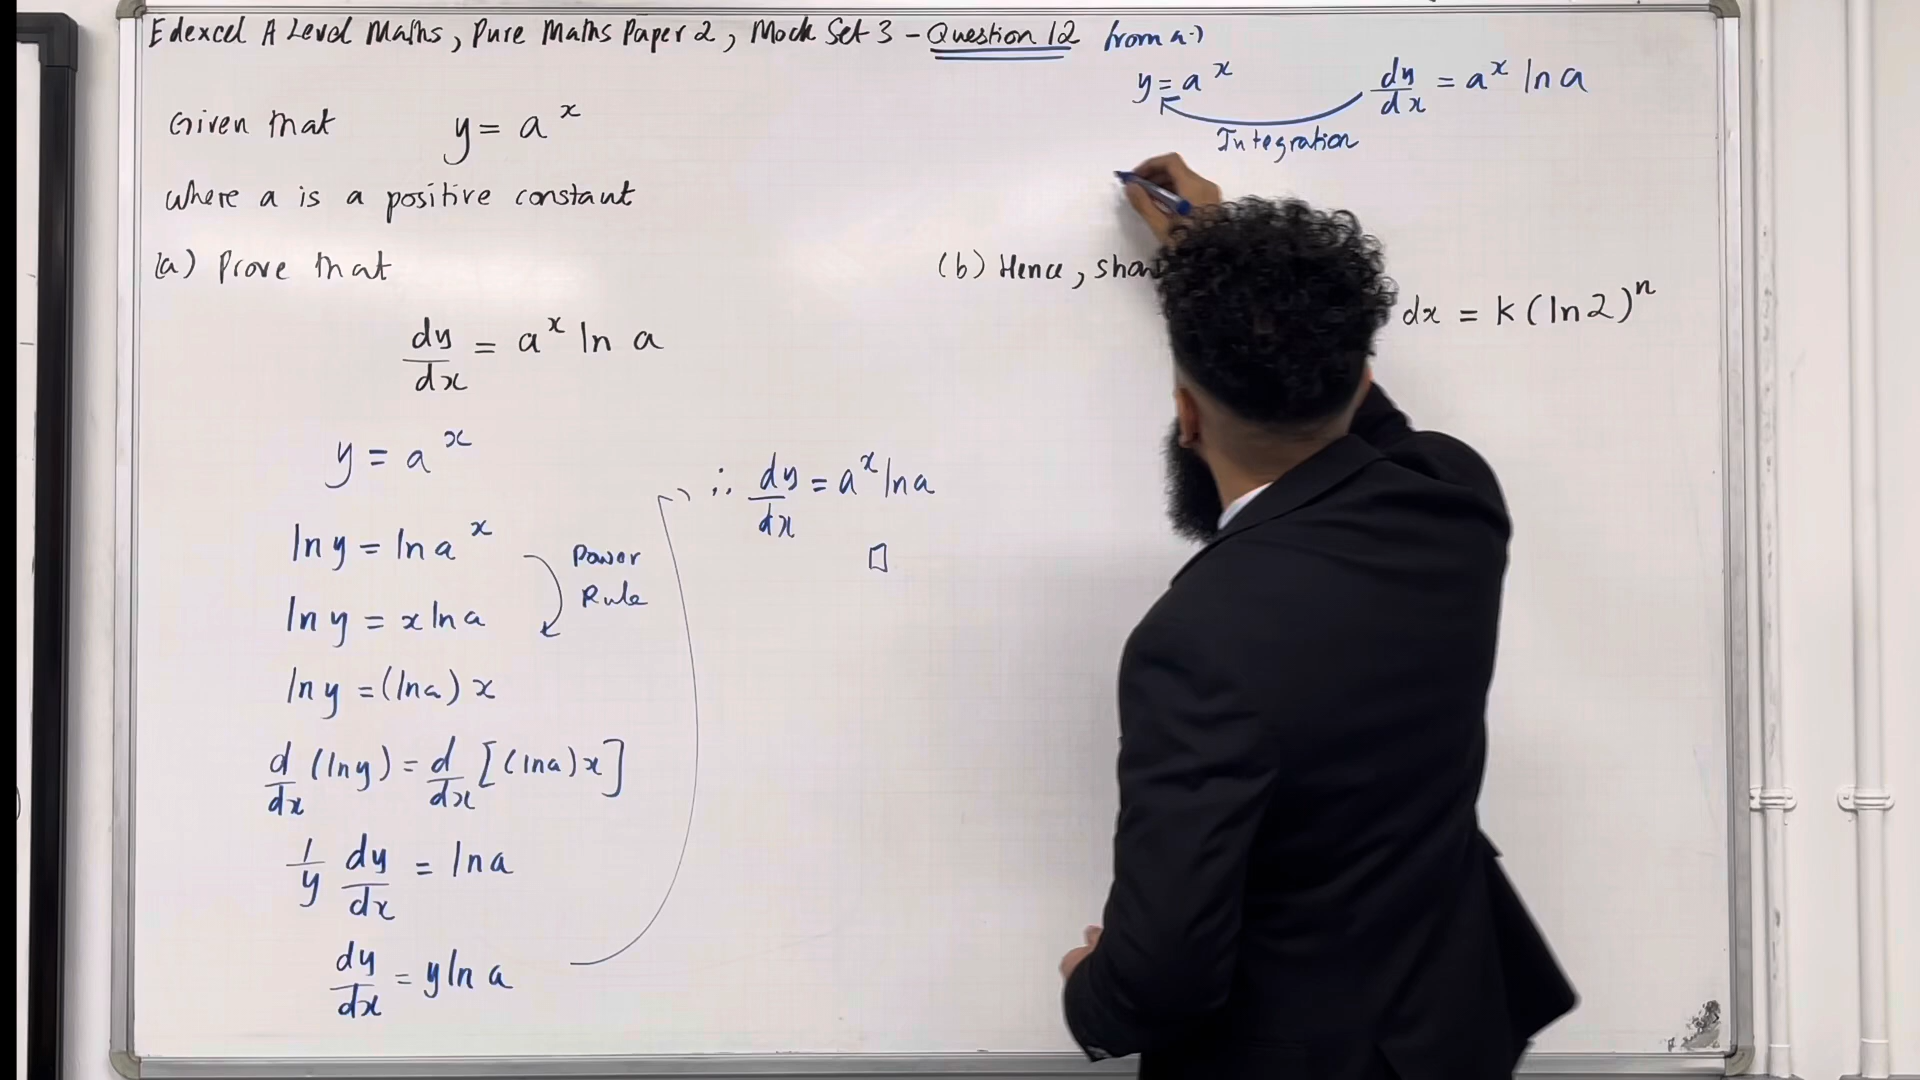 Edexcel A Level Maths, Pure Maths Paper 2, Mock Set 3 - Question 12 from a.)
y = a^x dy/dx = a^x ln a
Integration
Given that y = a^x
where a is a positive constant
(a) Prove that
dy/dx = a^x ln a
y = a^x
ln y = ln a^x
Power
Rule
ln y = x ln a
ln y = (ln a) x
d/dx (ln y) = d/dx [(ln a) x]
1/y dy/dx = ln a
dy/dx = y ln a
∴ dy/dx = a^x ln a
□
(b) Hence, show
dx = k (ln 2)^n